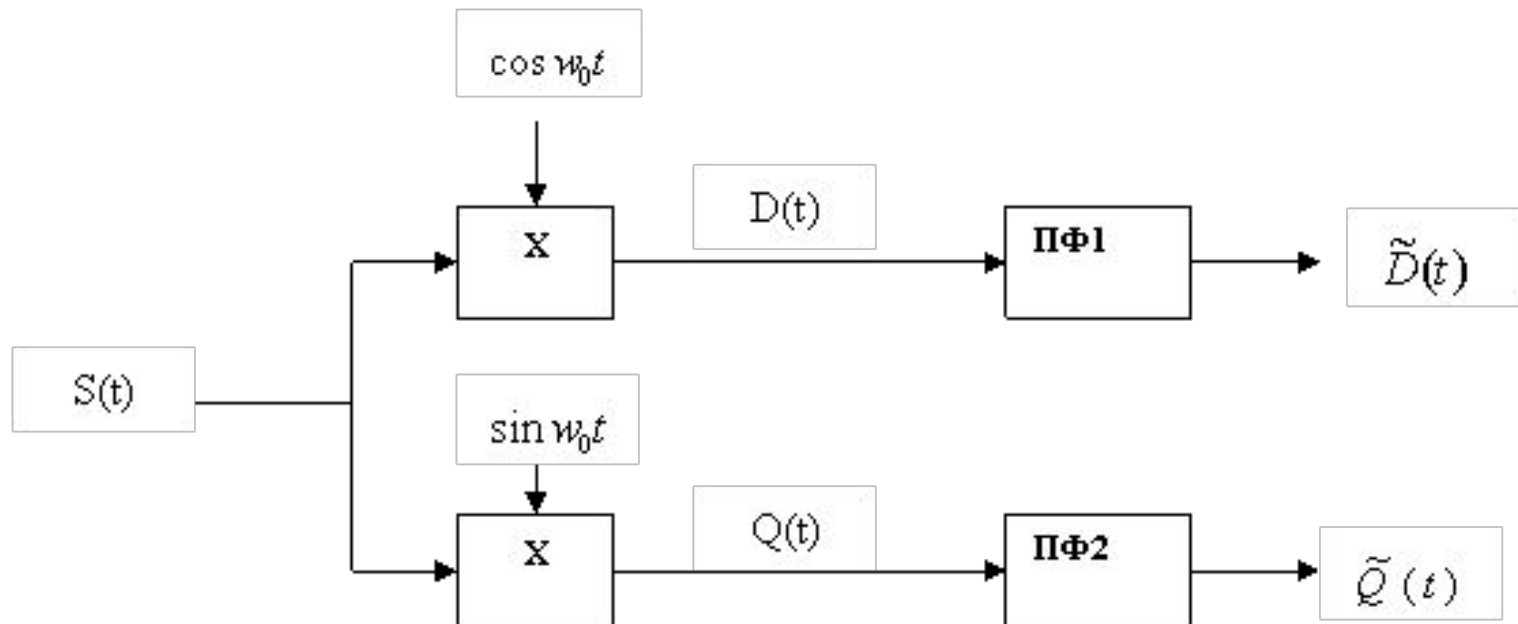 cos w₀t
D(t)
X
ПФ1
D̃(t)
S(t)
sin w₀t
Q(t)
X
ПФ2
Q̃ (t)